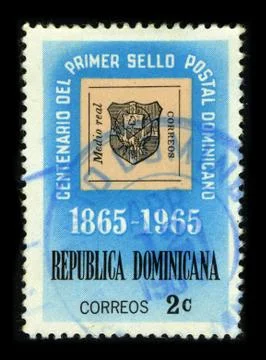 CENTENARIO DEL PRIMER SELLO POSTAL DOMINICANO
Medio real
CORREOS
1865-1965
REPUBLICA DOMINICANA
CORREOS 2c